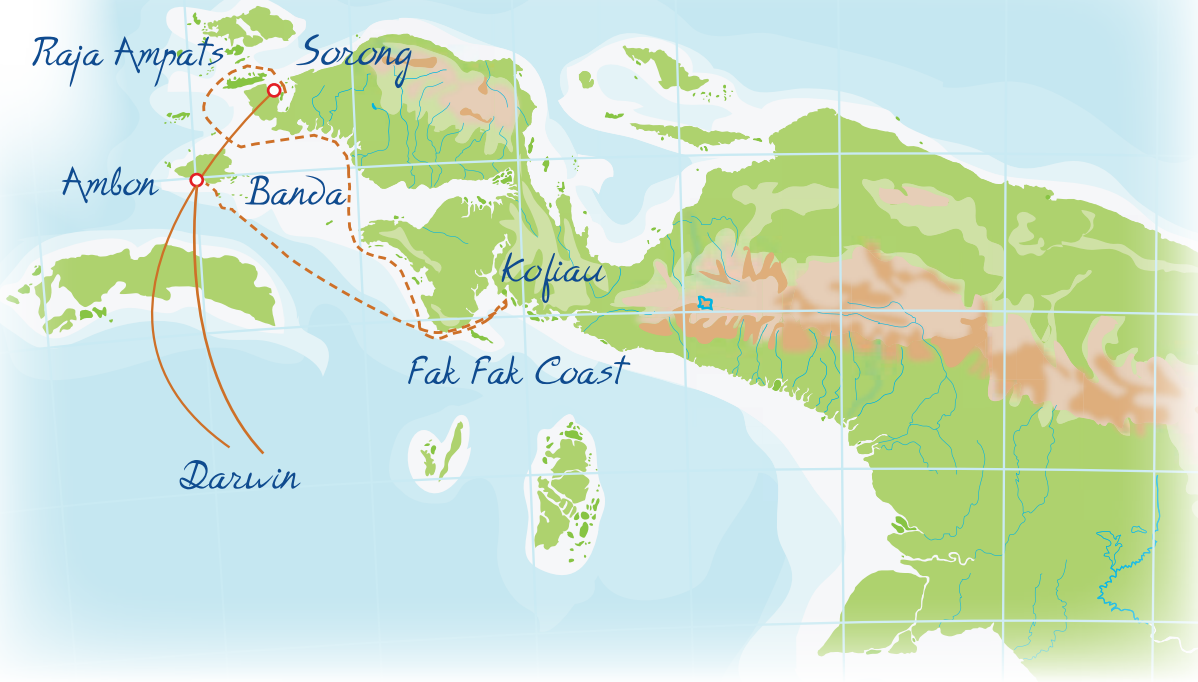 Raja Ampats
Sorong
Ambon
Banda
Kofiau
Fak Fak Coast
Darwin